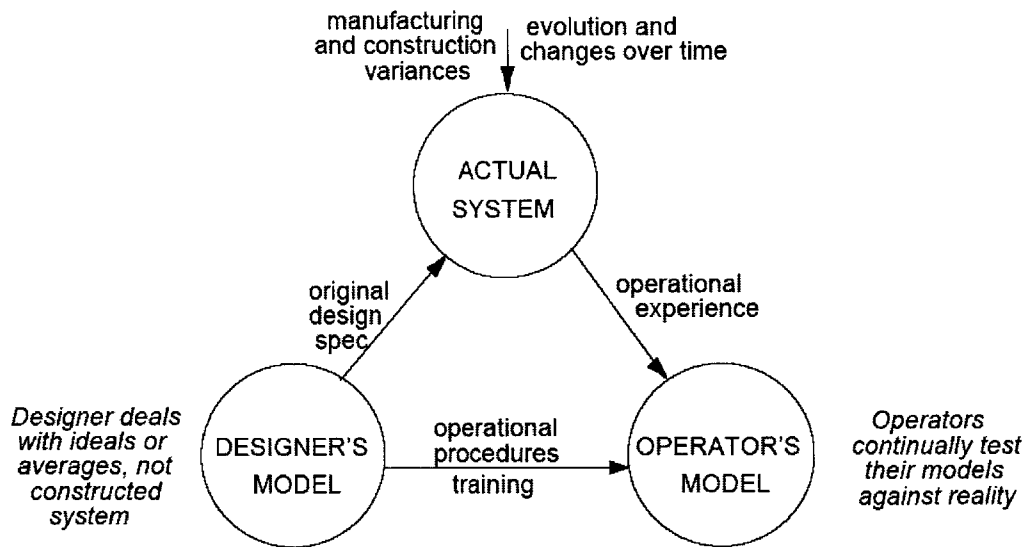 manufacturing
and construction
variances
evolution and
changes over time
ACTUAL
SYSTEM
original
design
spec
operational
experience
Designer deals
with ideals or
averages, not
constructed
system
DESIGNER'S
MODEL
operational
procedures
training
OPERATOR'S
MODEL
Operators
continually test
their models
against reality